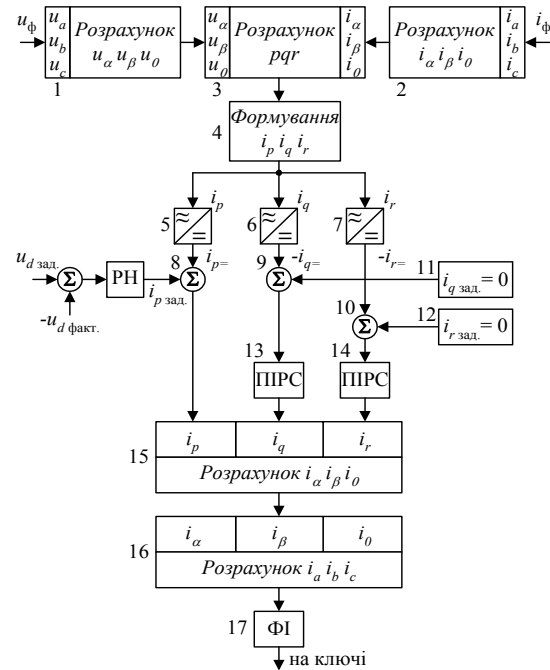 u_ф
u_a
u_b
u_c
Розрахунок
u_α u_β u_0
1
u_α
u_β
u_0
Розрахунок
pqr
i_α
i_β
i_0
3
Розрахунок
i_α i_β i_0
i_a
i_b
i_c
2
i_ф
4
Формування
i_p i_q i_r
5
≈
=
i_p
6
≈
=
i_q
7
≈
=
i_r
u_d зад.
Σ
-u_d факт.
РН
i_p зад.
8
Σ
i_p=
9
Σ
-i_q=
-i_r=
11
i_q зад. = 0
10
Σ
12
i_r зад. = 0
13
ПІРС
14
ПІРС
15
i_p
i_q
i_r
Розрахунок i_α i_β i_0
16
i_α
i_β
i_0
Розрахунок i_a i_b i_c
17
ФІ
на ключі